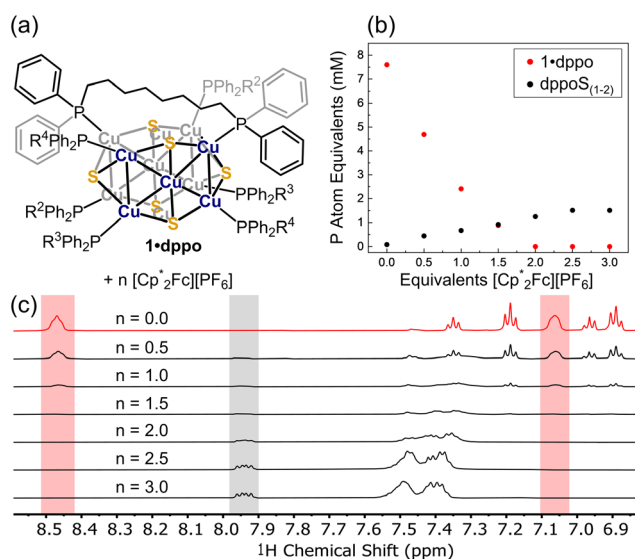 (a)
PPh₂R²
P
P
R⁴Ph₂P
S
Cu
Cu
Cu
Cu
S
Cu
S
S
Cu
Cu
PPh₂R³
R²Ph₂P
Cu
S
Cu
S
Cu
PPh₂R⁴
R³Ph₂P
1•dppo
+ n [Cp*₂Fc][PF₆]
(b)
P Atom Equivalents (mM)
8
7
6
5
4
3
2
1
0
1•dppo
dppoS₍₁₋₂₎
0.0 0.5 1.0 1.5 2.0 2.5 3.0
Equivalents [Cp*₂Fc][PF₆]
(c)
n = 0.0
n = 0.5
n = 1.0
n = 1.5
n = 2.0
n = 2.5
n = 3.0
8.5 8.4 8.3 8.2 8.1 8.0 7.9 7.8 7.7 7.6 7.5 7.4 7.3 7.2 7.1 7.0 6.9
¹H Chemical Shift (ppm)